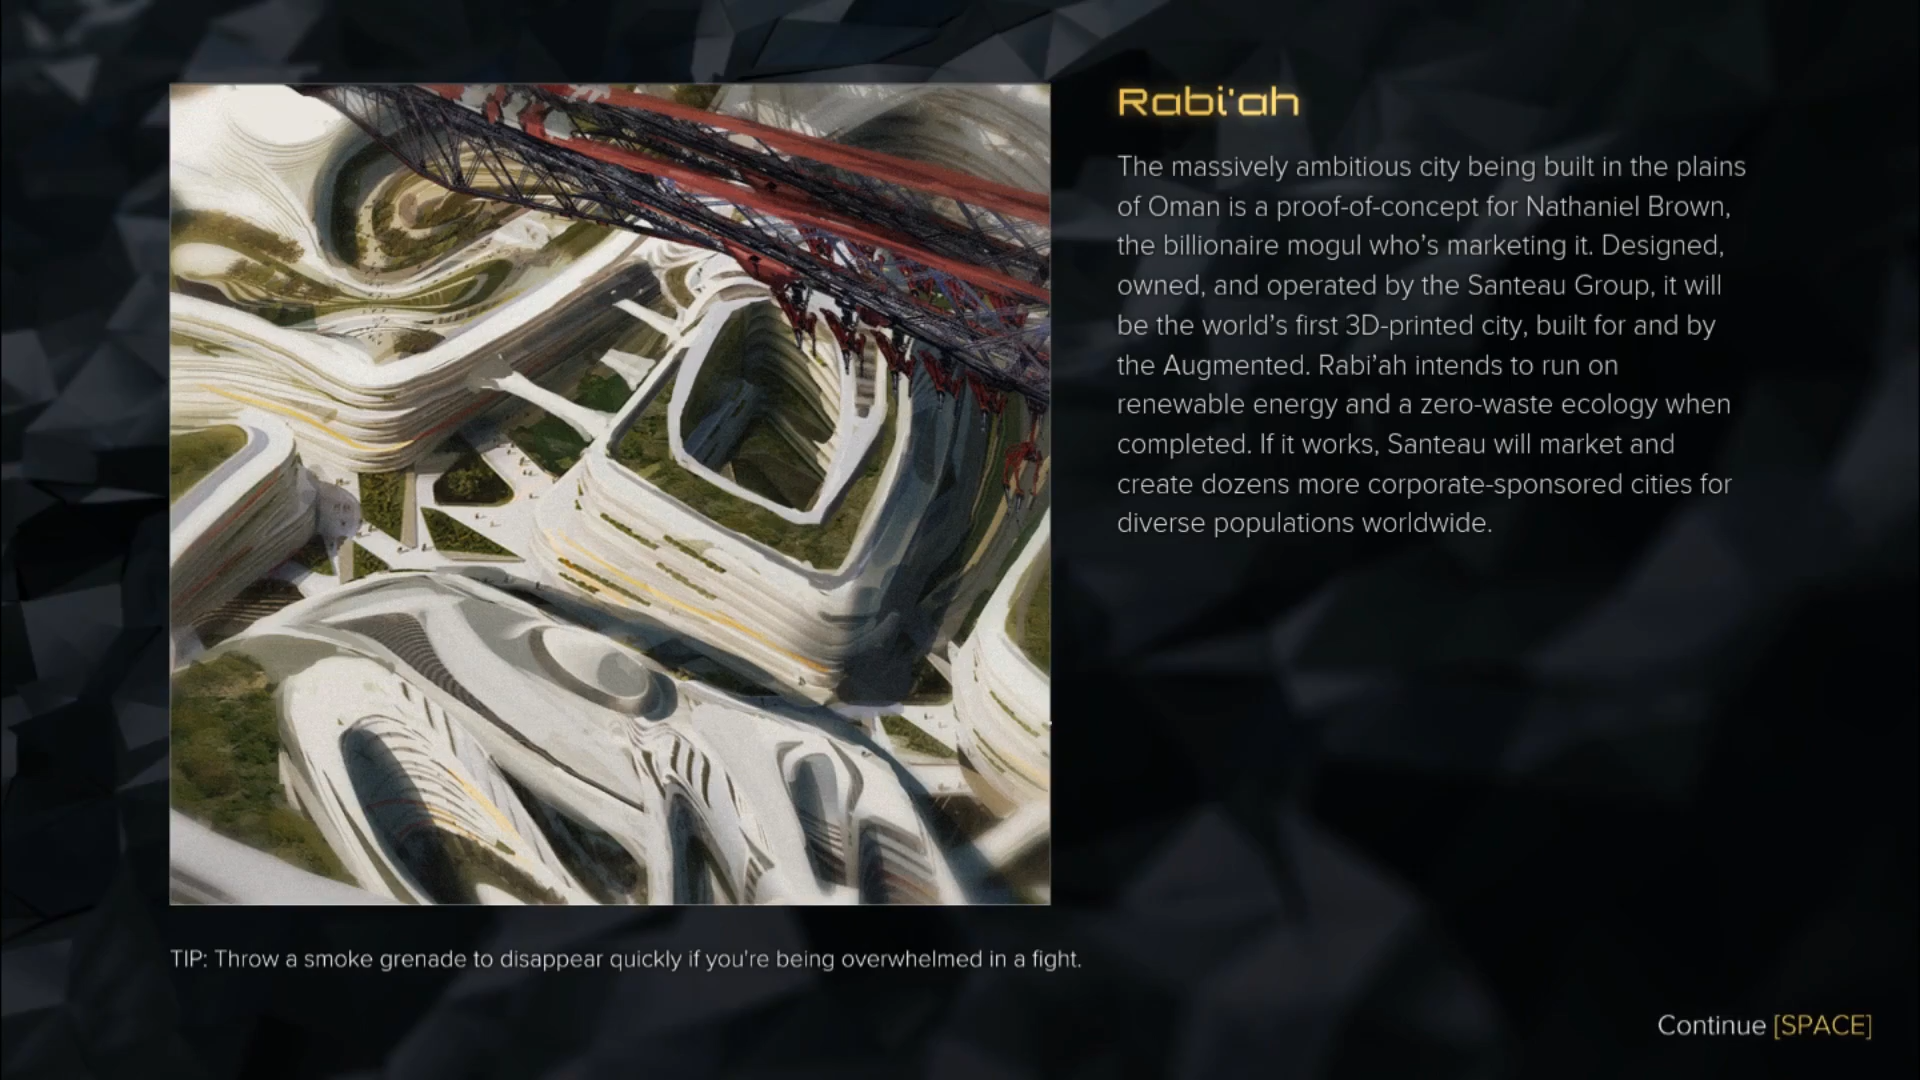 Rabi'ah
The massively ambitious city being built in the plains
of Oman is a proof-of-concept for Nathaniel Brown,
the billionaire mogul who’s marketing it. Designed,
owned, and operated by the Santeau Group, it will
be the world’s first 3D-printed city, built for and by
the Augmented. Rabi’ah intends to run on
renewable energy and a zero-waste ecology when
completed. If it works, Santeau will market and
create dozens more corporate-sponsored cities for
diverse populations worldwide.
TIP: Throw a smoke grenade to disappear quickly if you're being overwhelmed in a fight.
Continue [SPACE]